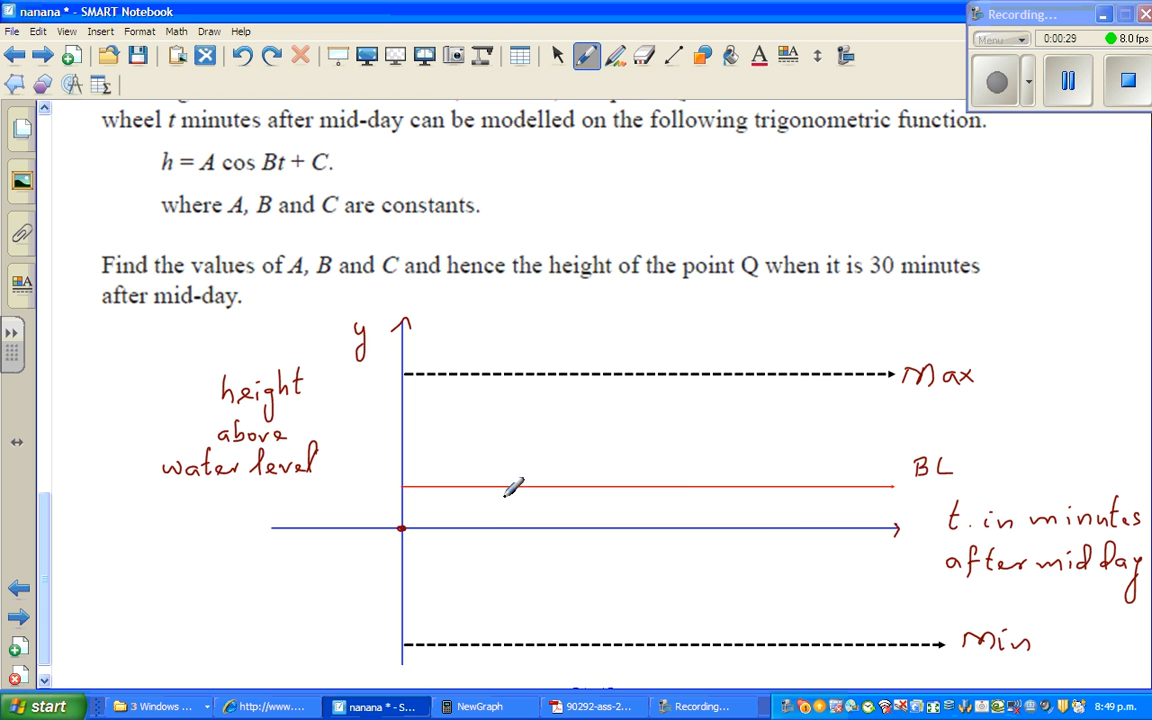 nanana * - SMART Notebook
Recording...
File Edit View Insert Format Math Draw Help
Menu 0:00:29 8.0 fps
wheel t minutes after mid-day can be modelled on the following trigonometric function.
h = A cos Bt + C.
where A, B and C are constants.
Find the values of A, B and C and hence the height of the point Q when it is 30 minutes
after mid-day.
y
Max
height
above
water level
BL
t. in minutes
after mid Day
Min
start 3 Windows ... http://www.... nanana * - S... NewGraph 90292-ass-2... Recording... 8:49 p.m.